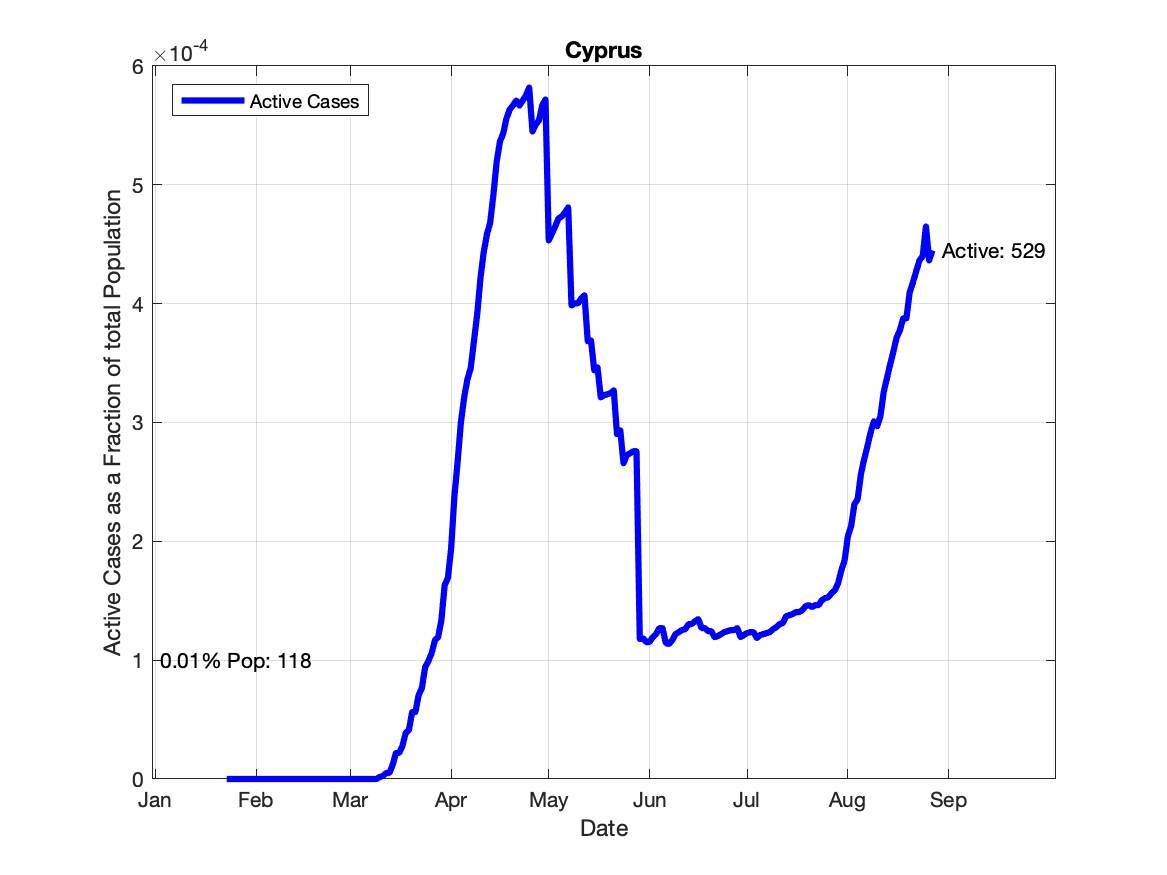 Cyprus
×10-4
6
5
4
3
2
1
0
Active Cases as a Fraction of total Population
Active Cases
Active: 529
0.01% Pop: 118
Jan Feb Mar Apr May Jun Jul Aug Sep
Date